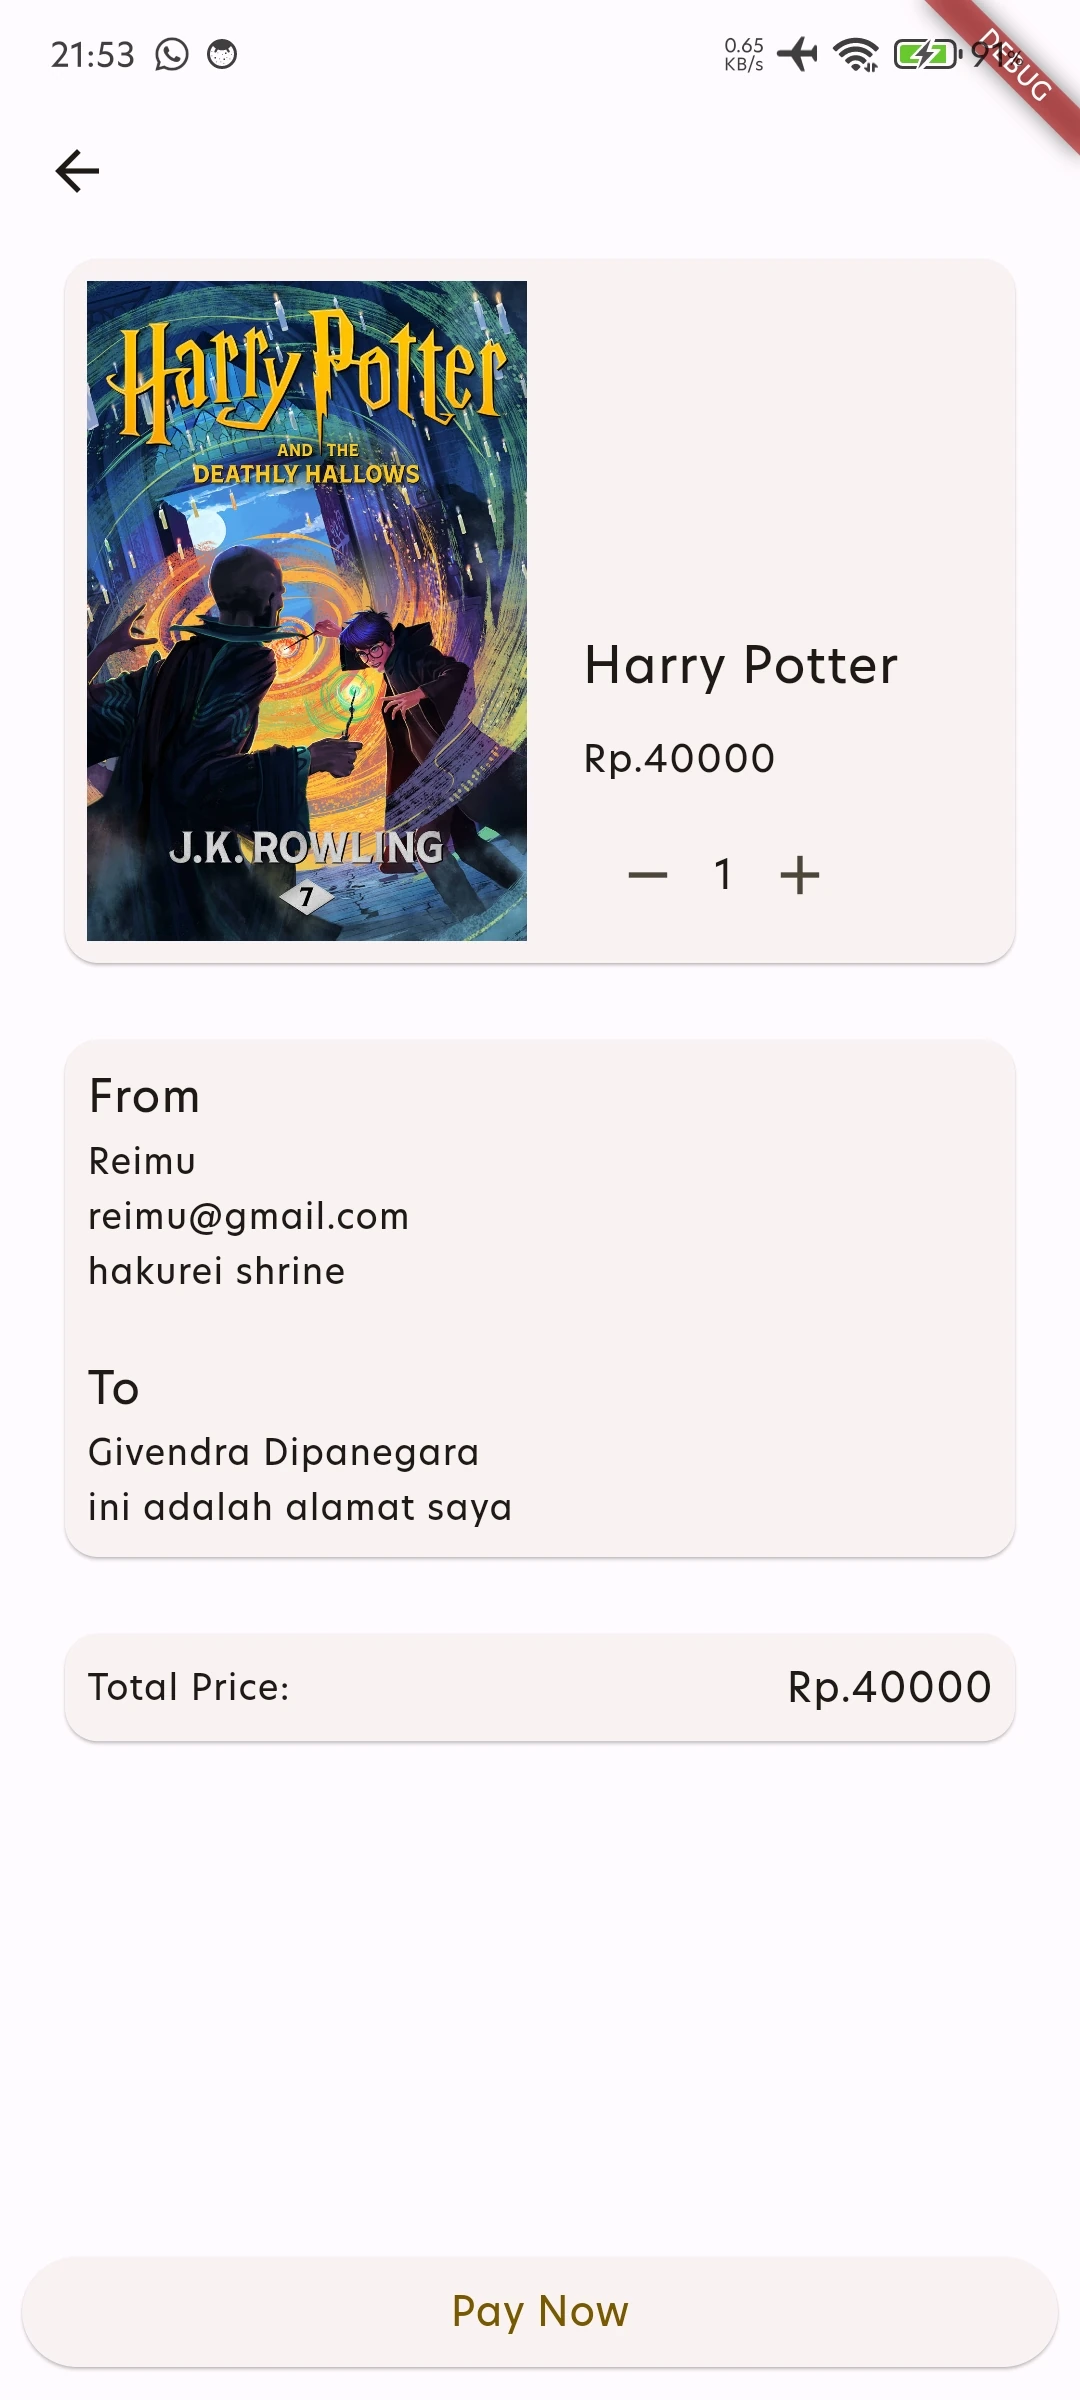 21:53
0.65
KB/s
91%
DEBUG
Harry Potter
AND THE
DEATHLY HALLOWS
J.K. ROWLING
7
Harry Potter
Rp.40000
1
From
Reimu
reimu@gmail.com
hakurei shrine
To
Givendra Dipanegara
ini adalah alamat saya
Total Price:
Rp.40000
Pay Now